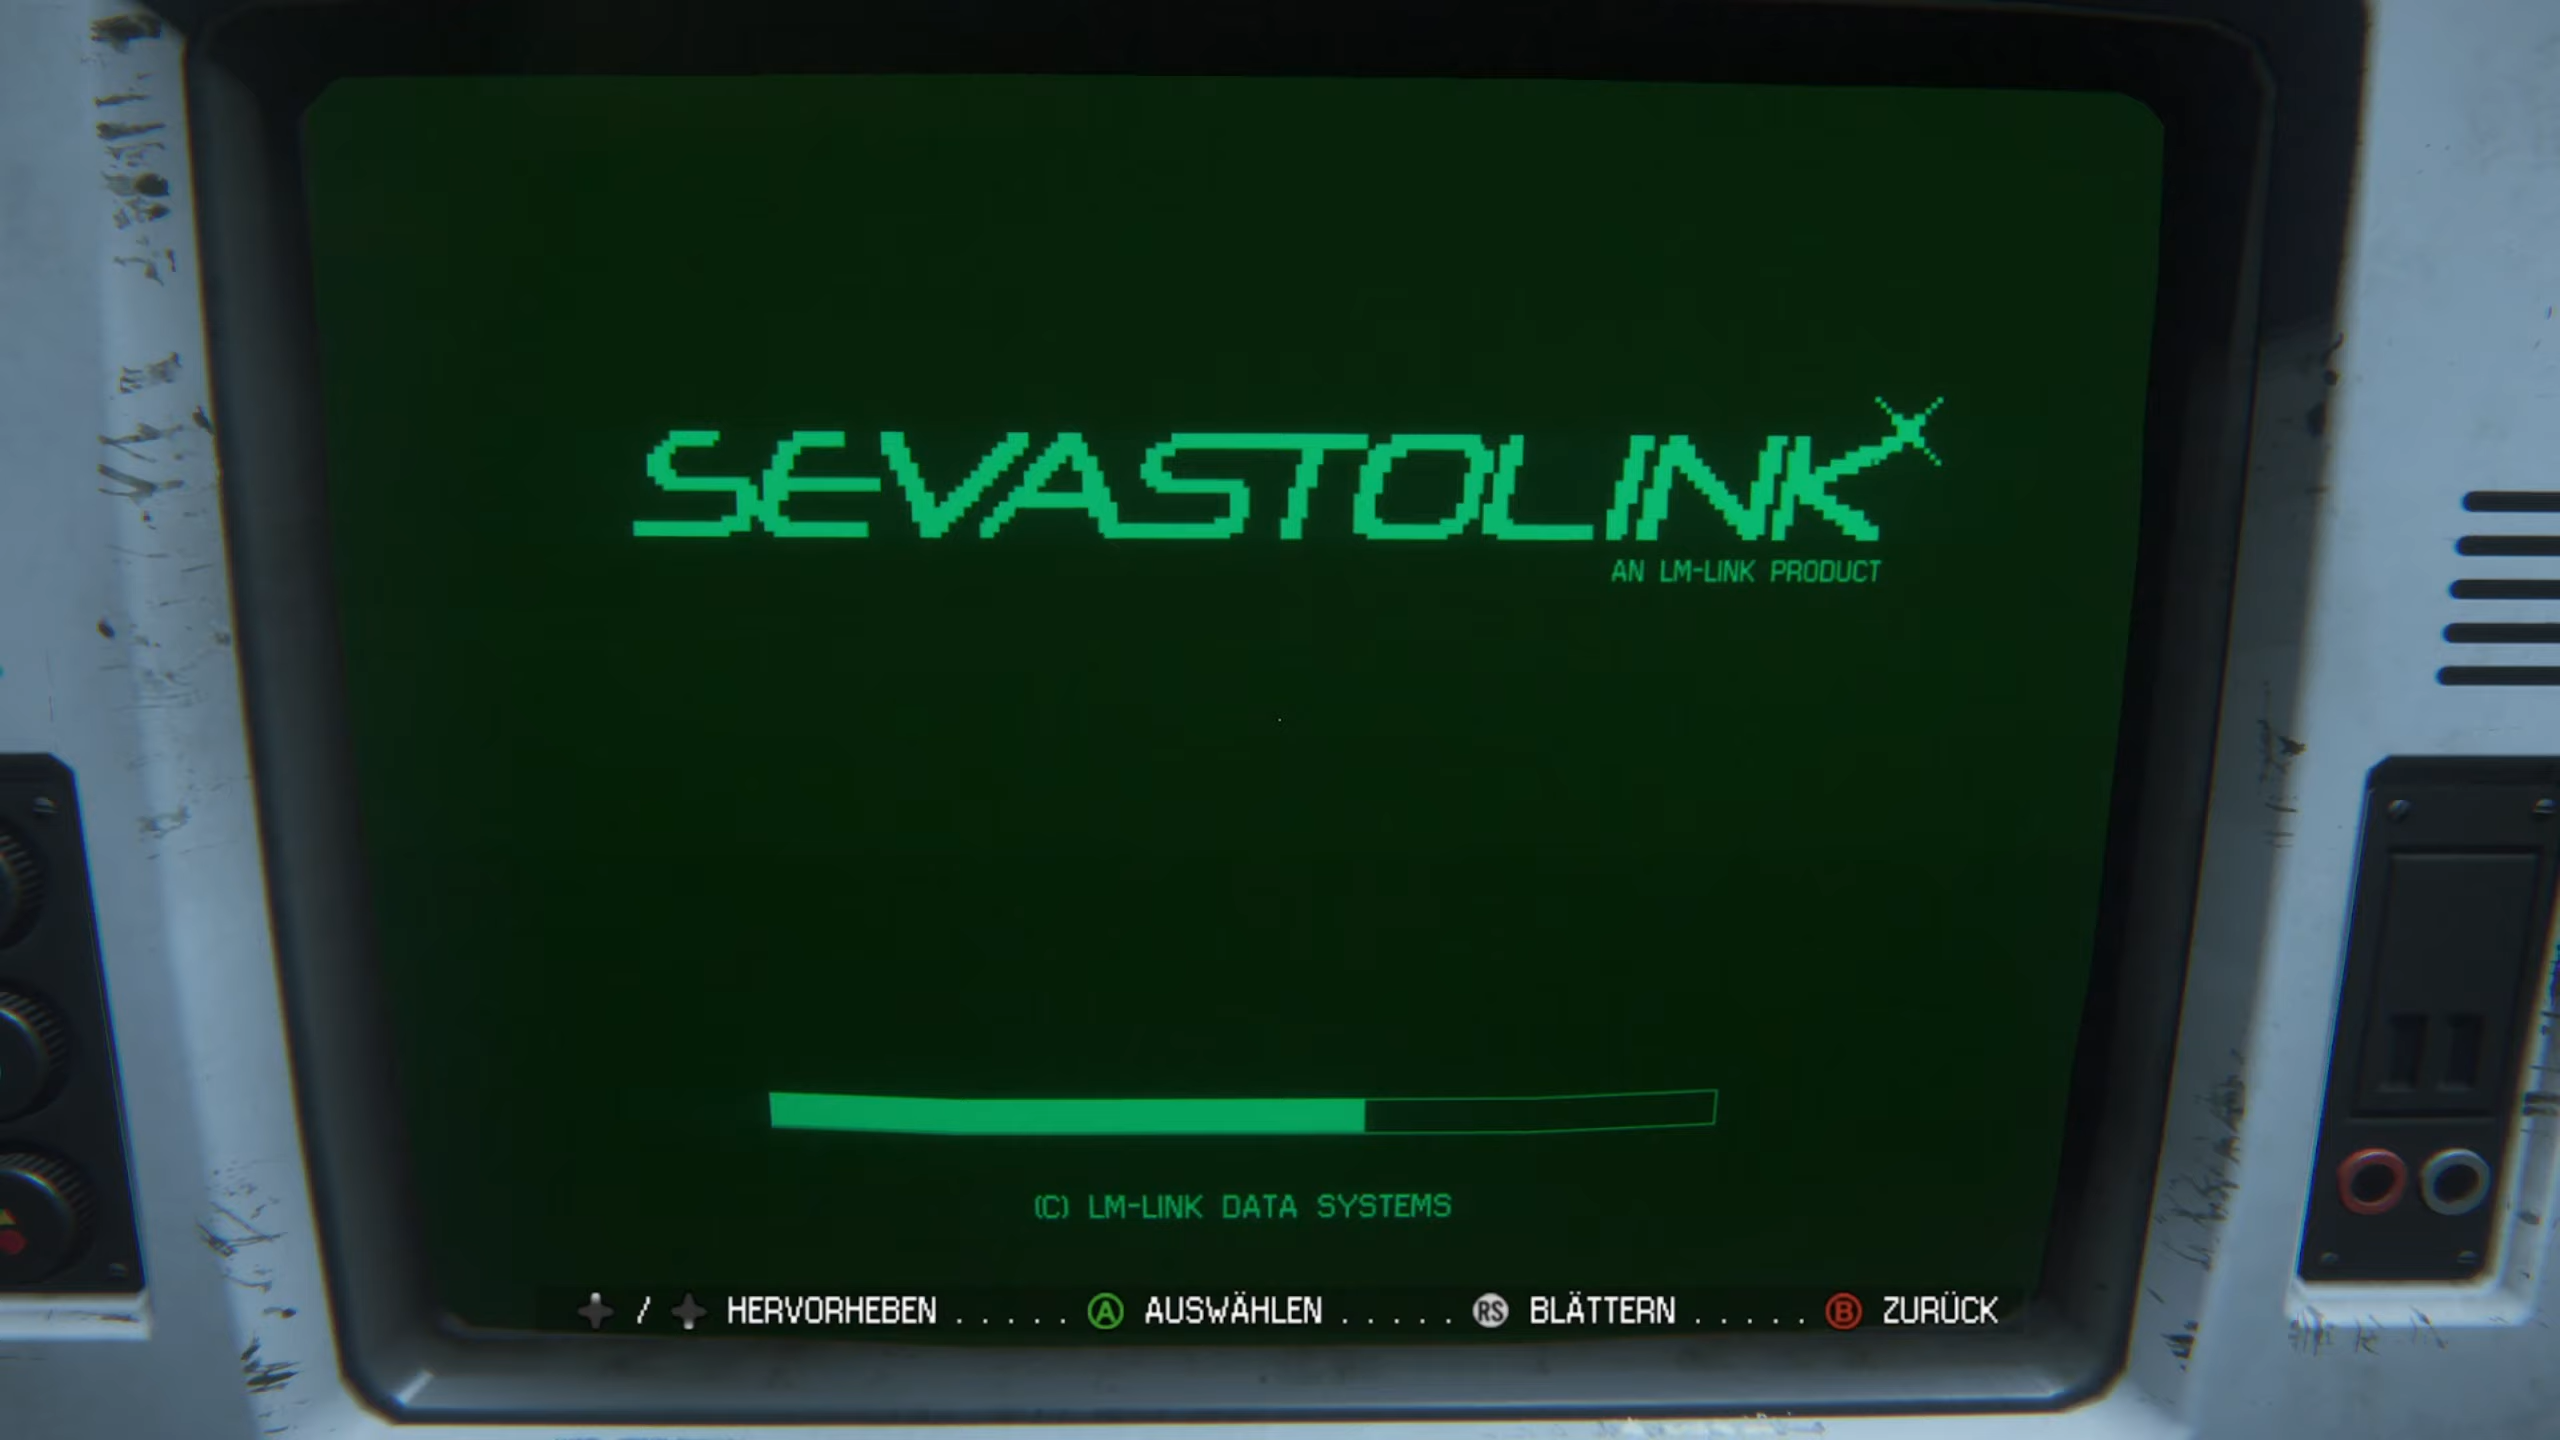 SEVASTOLINK
AN LM-LINK PRODUCT
(C) LM-LINK DATA SYSTEMS
/ HERVORHEBEN ..... A AUSWÄHLEN ..... RS BLÄTTERN ..... B ZURÜCK